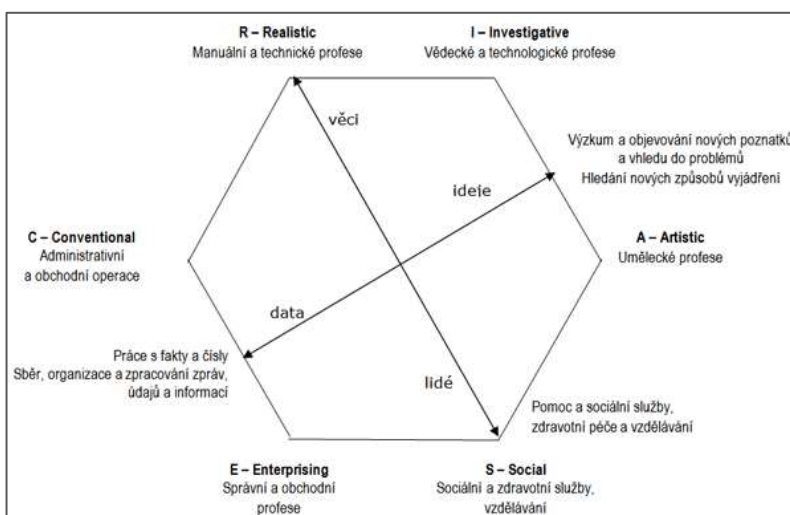 R – Realistic
Manuální a technické profese
I – Investigative
Vědecké a technologické profese
věci
Výzkum a objevování nových poznatků
a vhledu do problémů
Hledání nových způsobů vyjádření
ideje
C – Conventional
Administrativní
a obchodní operace
A – Artistic
Umělecké profese
data
Práce s fakty a čísly
Sběr, organizace a zpracování zpráv,
údajů a informací
lidé
Pomoc a sociální služby,
zdravotní péče a vzdělávání
E – Enterprising
Správní a obchodní
profese
S – Social
Sociální a zdravotní služby,
vzdělávání